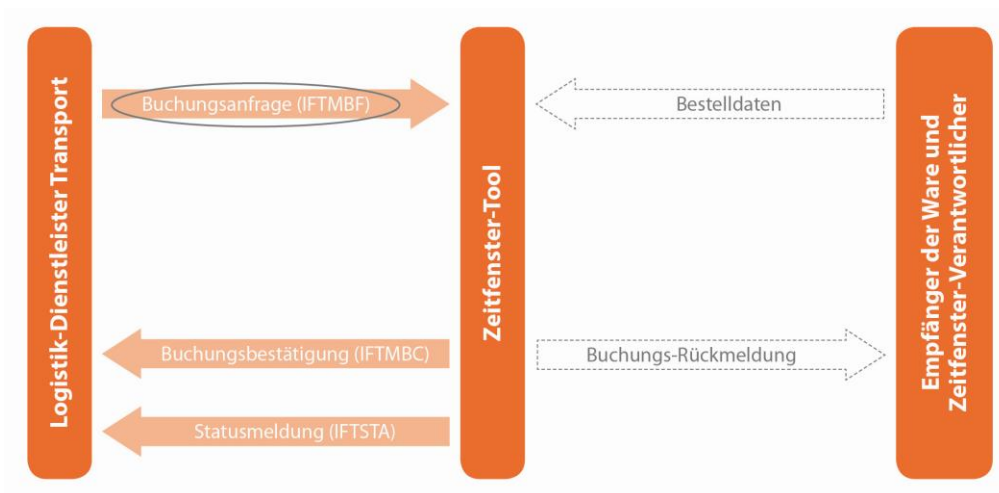 Logistik-Dienstleister Transport
Buchungsanfrage (IFTMBF)
Zeitfenster-Tool
Bestelldaten
Empfänger der Ware und
Zeitfenster-Verantwortlicher
Buchungsbestätigung (IFTMBC)
Buchungs-Rückmeldung
Statusmeldung (IFTSTA)